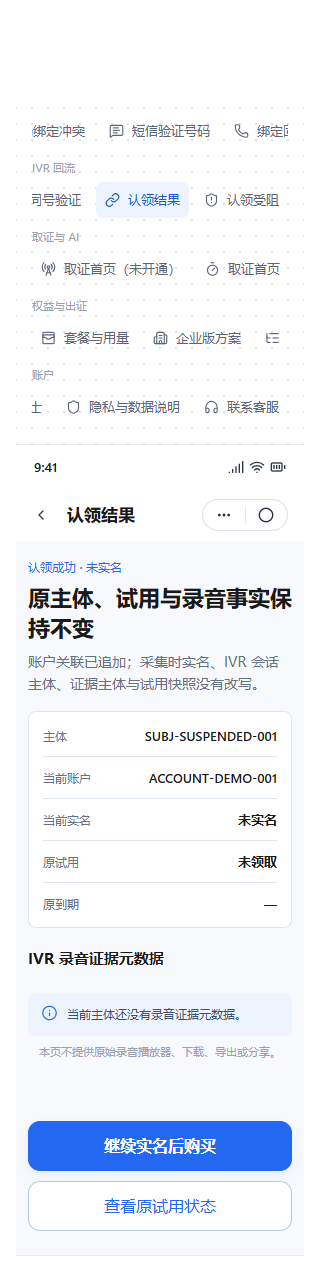 绑定冲突 短信验证号码 绑定
IVR 回流
号验证 认领结果 认领受阻
取证与 AI
取证首页（未开通） 取证首页
权益与出证
套餐与用量 企业版方案
账户
隐私与数据说明 联系客服
9:41
认领结果
认领成功 · 未实名
原主体、试用与录音事实保
持不变
账户关联已追加；采集时实名、IVR 会话
主体、证据主体与试用快照没有改写。
主体 SUBJ-SUSPENDED-001
当前账户 ACCOUNT-DEMO-001
当前实名 未实名
原试用 未领取
原到期 —
IVR 录音证据元数据
当前主体还没有录音证据元数据。
本页不提供原始录音播放器、下载、导出或分享。
继续实名后购买
查看原试用状态